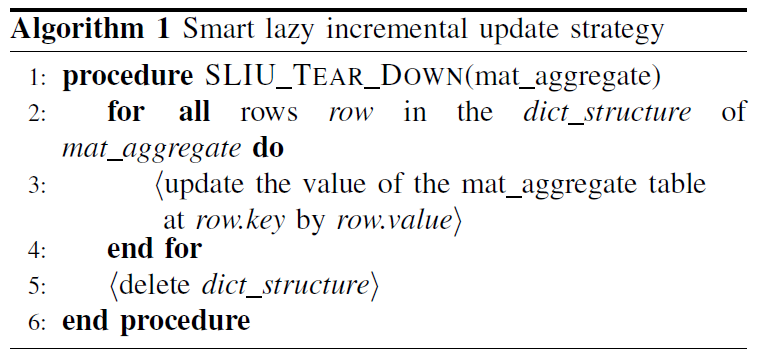 Algorithm 1 Smart lazy incremental update strategy
1: procedure SLIU_TEAR_DOWN(mat_aggregate)
2: for all rows row in the dict_structure of
mat_aggregate do
3: ⟨update the value of the mat_aggregate table
at row.key by row.value⟩
4: end for
5: ⟨delete dict_structure⟩
6: end procedure